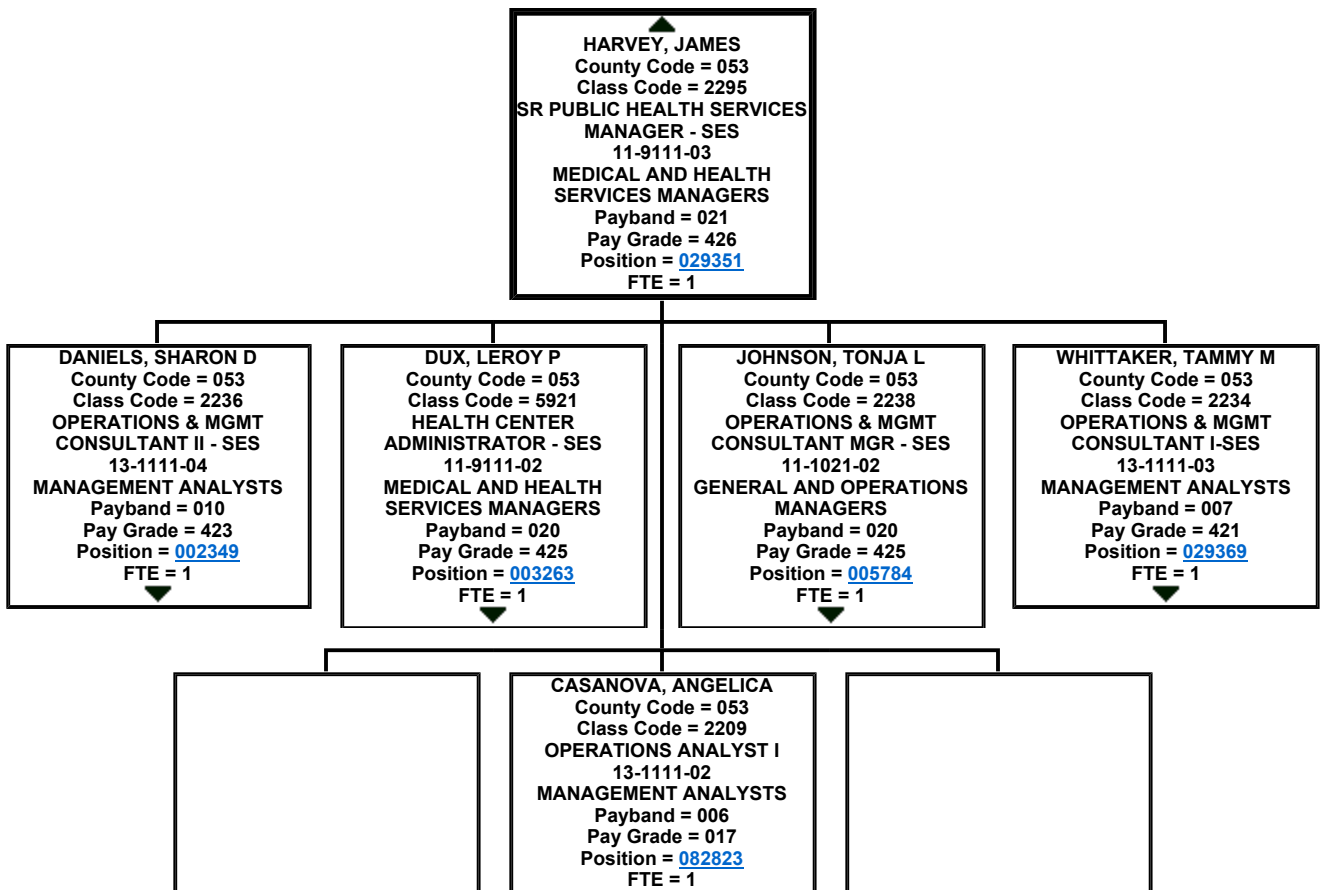 HARVEY, JAMES
County Code = 053
Class Code = 2295
SR PUBLIC HEALTH SERVICES
MANAGER - SES
11-9111-03
MEDICAL AND HEALTH
SERVICES MANAGERS
Payband = 021
Pay Grade = 426
Position = 029351
FTE = 1
DANIELS, SHARON D
County Code = 053
Class Code = 2236
OPERATIONS & MGMT
CONSULTANT II - SES
13-1111-04
MANAGEMENT ANALYSTS
Payband = 010
Pay Grade = 423
Position = 002349
FTE = 1
DUX, LEROY P
County Code = 053
Class Code = 5921
HEALTH CENTER
ADMINISTRATOR - SES
11-9111-02
MEDICAL AND HEALTH
SERVICES MANAGERS
Payband = 020
Pay Grade = 425
Position = 003263
FTE = 1
JOHNSON, TONJA L
County Code = 053
Class Code = 2238
OPERATIONS & MGMT
CONSULTANT MGR - SES
11-1021-02
GENERAL AND OPERATIONS
MANAGERS
Payband = 020
Pay Grade = 425
Position = 005784
FTE = 1
WHITTAKER, TAMMY M
County Code = 053
Class Code = 2234
OPERATIONS & MGMT
CONSULTANT I-SES
13-1111-03
MANAGEMENT ANALYSTS
Payband = 007
Pay Grade = 421
Position = 029369
FTE = 1
CASANOVA, ANGELICA
County Code = 053
Class Code = 2209
OPERATIONS ANALYST I
13-1111-02
MANAGEMENT ANALYSTS
Payband = 006
Pay Grade = 017
Position = 082823
FTE = 1